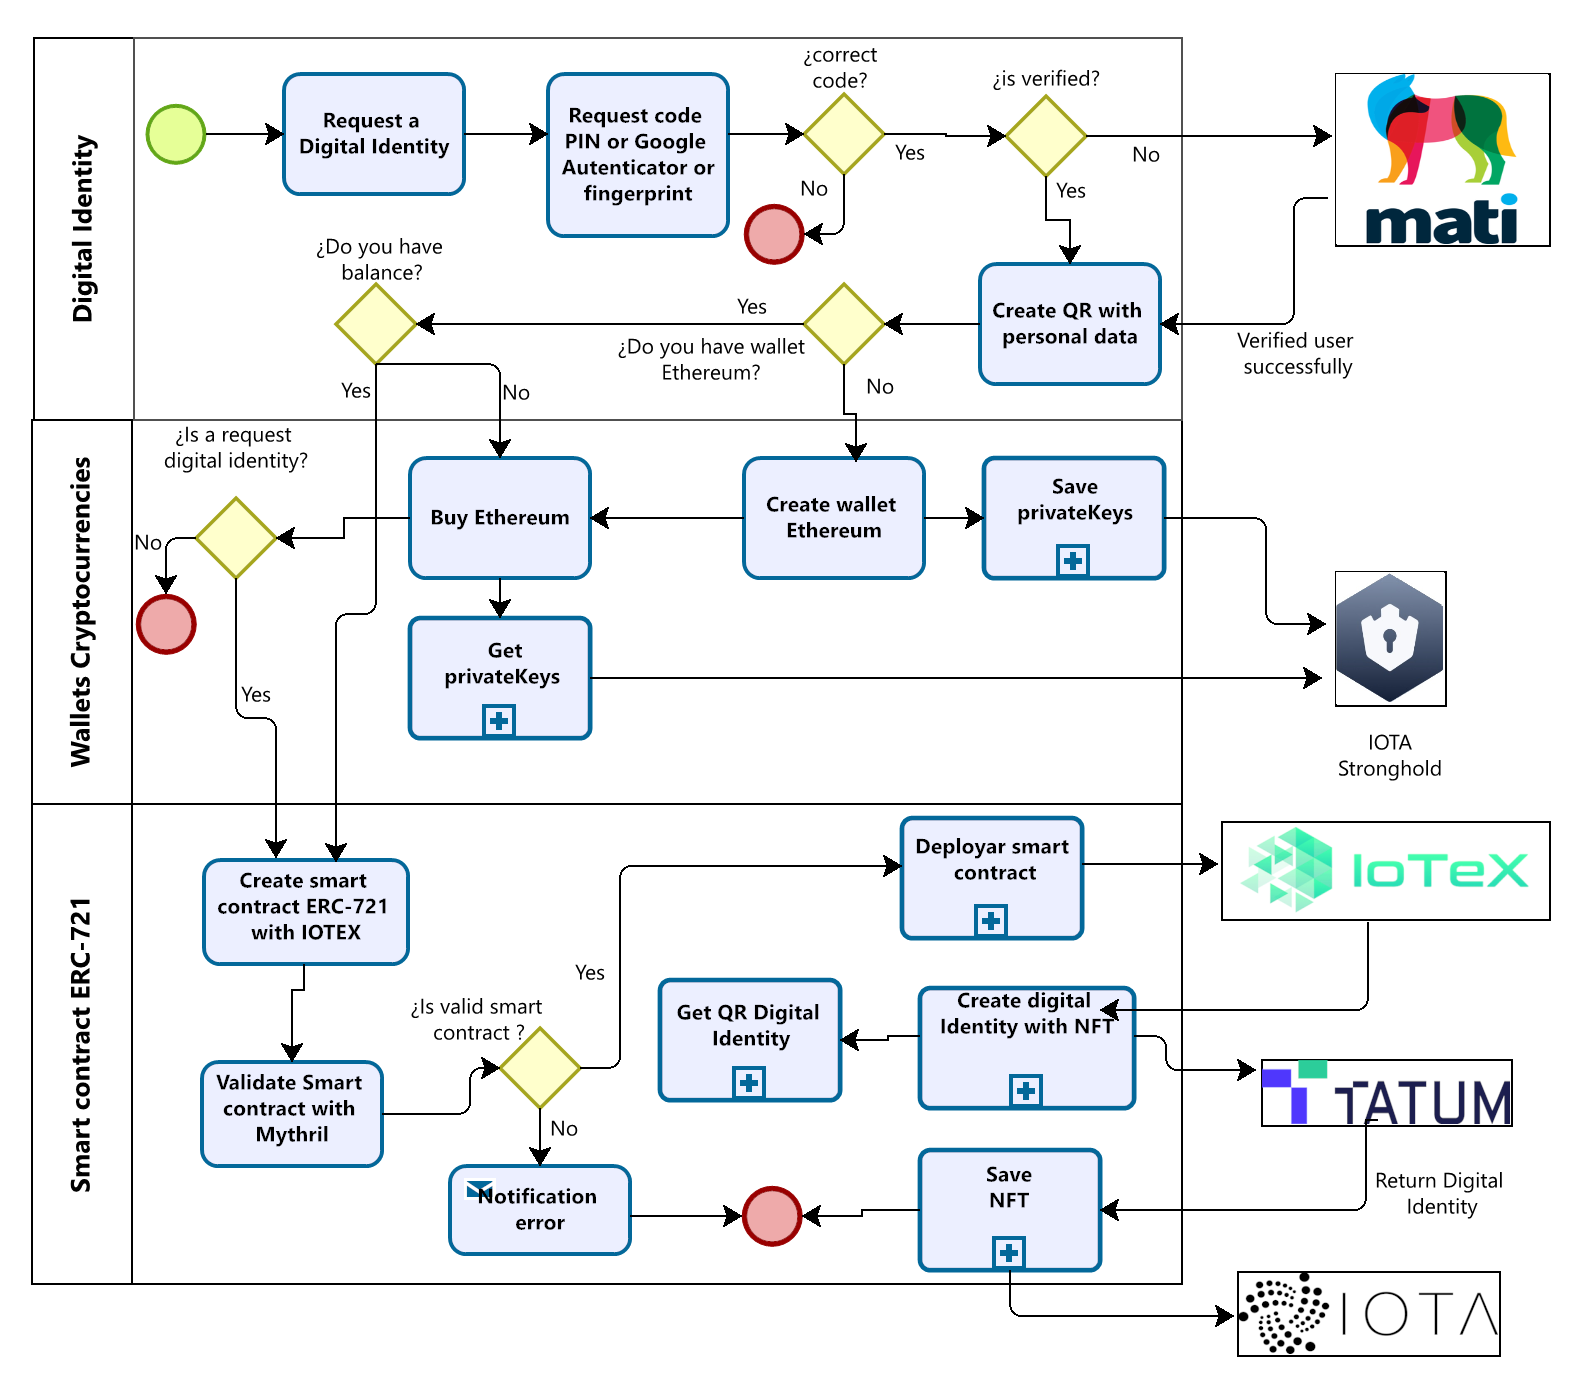 Digital Identity
Request a
Digital Identity
Request code
PIN or Google
Autenticator or
fingerprint
¿correct
code?
Yes
No
¿is verified?
No
Yes
mati
Verified user
successfully
Create QR with
personal data
¿Do you have wallet
Ethereum?
Yes
No
¿Do you have
balance?
Yes
No
Wallets Cryptocurrencies
¿Is a request
digital identity?
No
Yes
Buy Ethereum
Create wallet
Ethereum
Save
privateKeys
Get
privateKeys
IOTA
Stronghold
Smart contract ERC-721
Create smart
contract ERC-721
with IOTEX
Validate Smart
contract with
Mythril
¿Is valid smart
contract ?
Yes
No
Notification
error
Deployar smart
contract
IoTeX
Get QR Digital
Identity
Create digital
Identity with NFT
TATUM
Return Digital
Identity
Save
NFT
IOTA